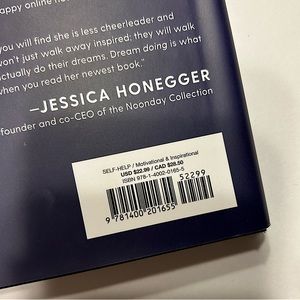 appy online
you will find she is less cheerleader and
won't just walk away inspired; they will walk
actually do their dreams. Dream doing is what
when you read her newest book."
—JESSICA HONEGGER
founder and co-CEO of the Noonday Collection
SELF-HELP / Motivational & Inspirational
USD $22.99 / CAD $28.50
ISBN 978-1-4002-0165-5
52299
9 781400 201655